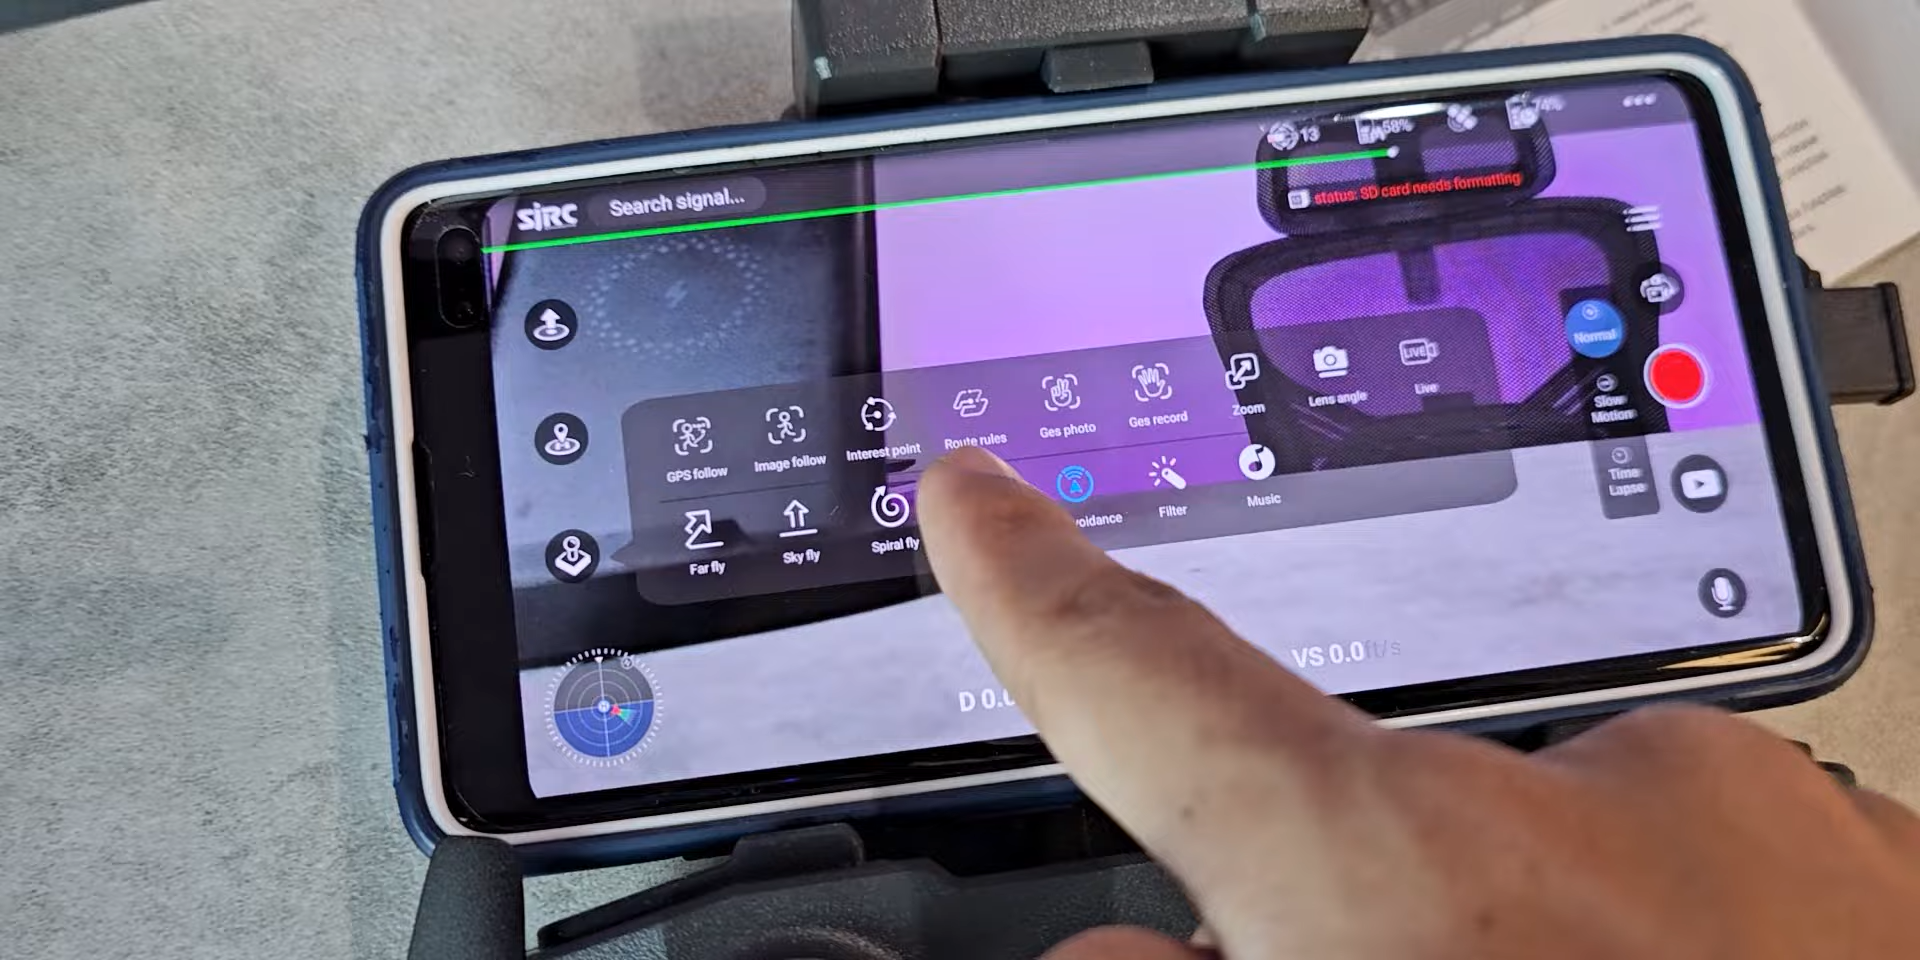 SJRC
Search signal...
13
58%
74%
status: SD card needs formatting
GPS follow
Image follow
Interest point
Route rules
Ges photo
Ges record
Zoom
Lens angle
LIVE
Live
Far fly
Sky fly
Spiral fly
voidance
Filter
Music
Normal
Slow
Motion
Time
Lapse
D 0.0
VS 0.0ft/s